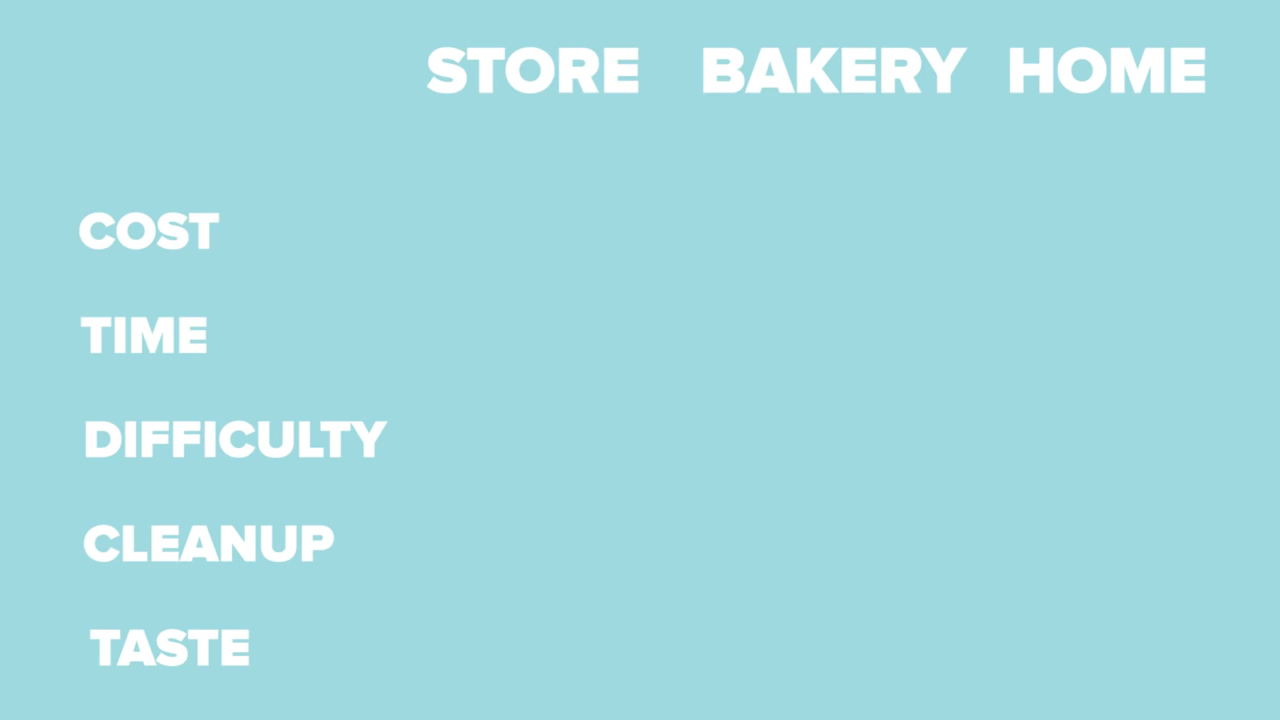 STORE BAKERY HOME
COST
TIME
DIFFICULTY
CLEANUP
TASTE